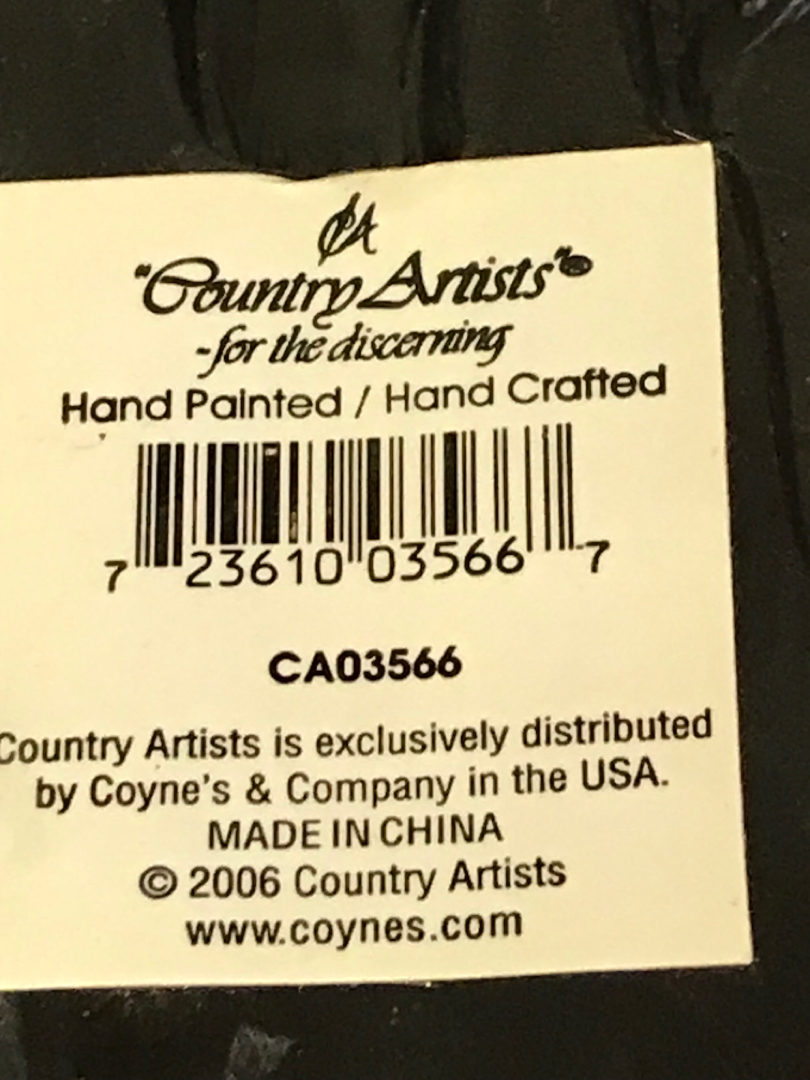 CA
"Country Artists"®
-for the discerning
Hand Painted / Hand Crafted
7 23610 03566 7
CA03566
Country Artists is exclusively distributed
by Coyne's & Company in the USA.
MADE IN CHINA
© 2006 Country Artists
www.coynes.com